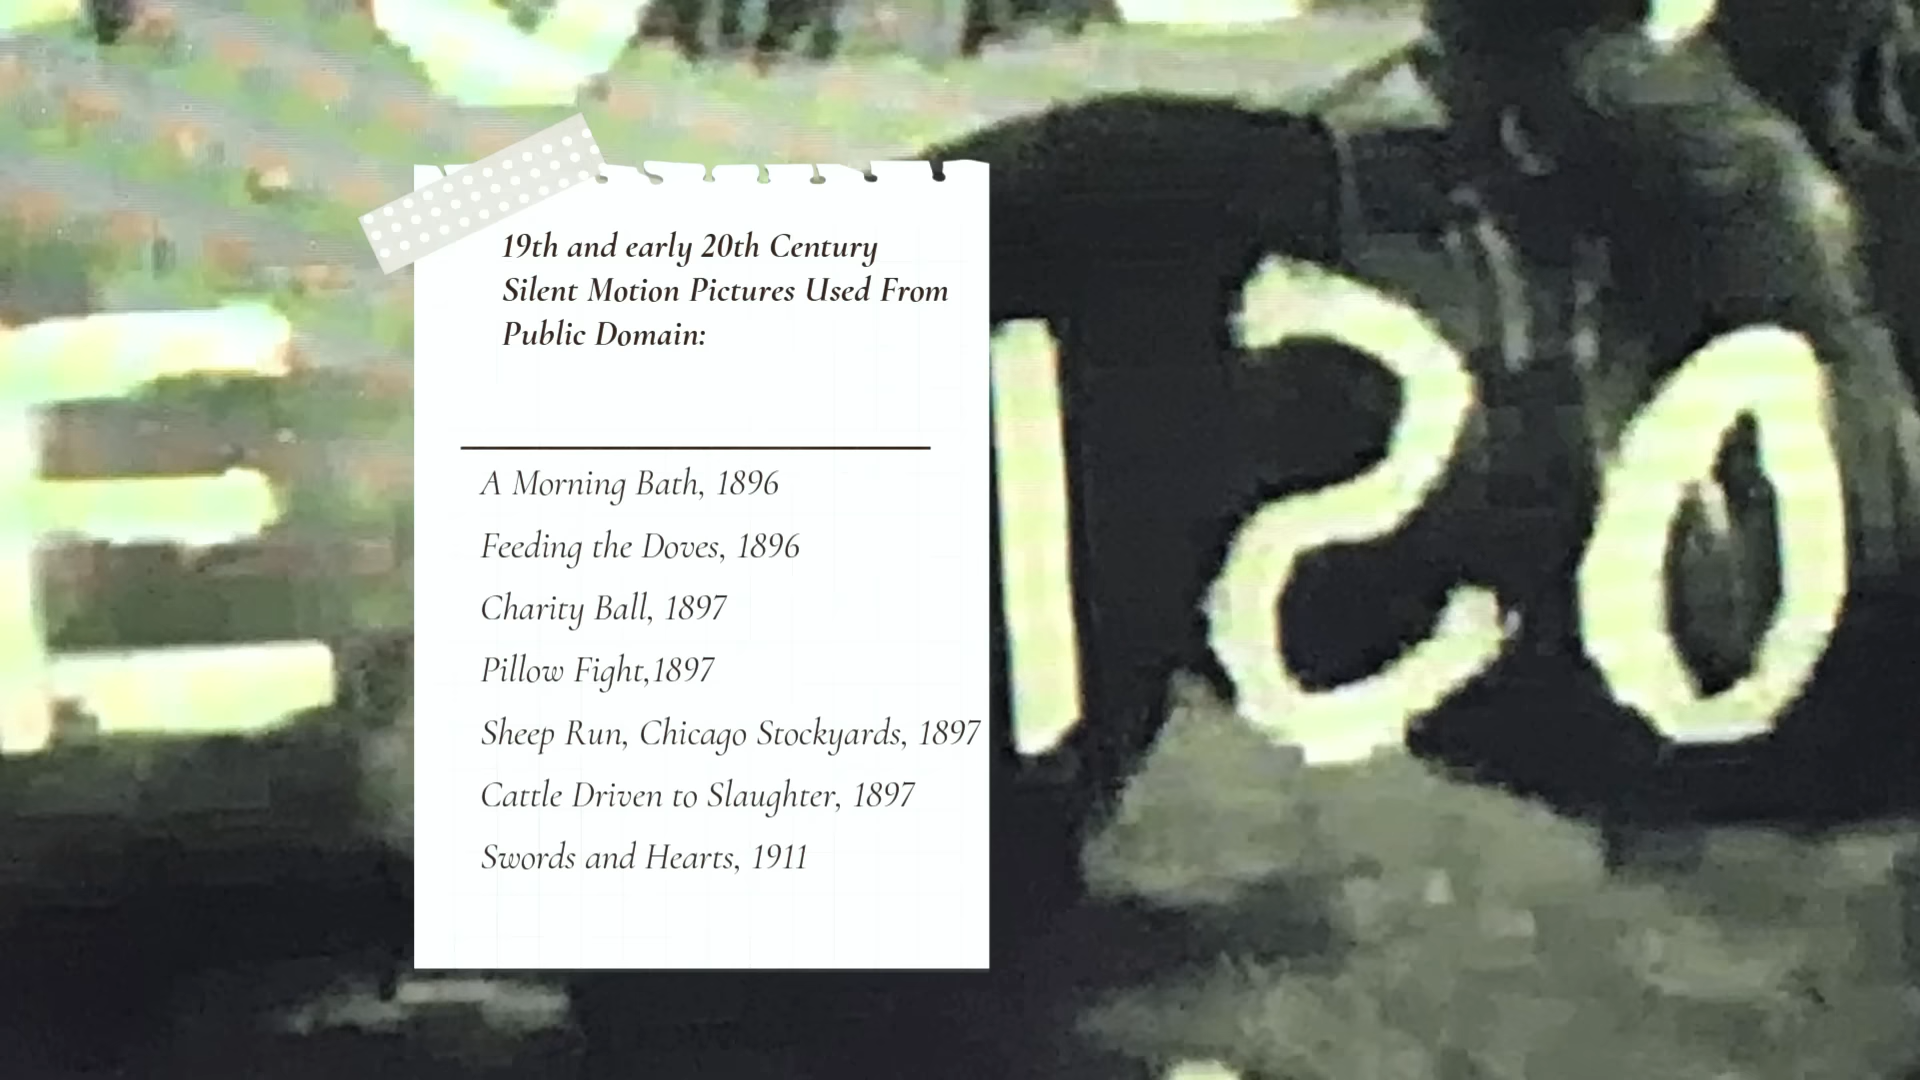 19th and early 20th Century
Silent Motion Pictures Used From
Public Domain:
A Morning Bath, 1896
Feeding the Doves, 1896
Charity Ball, 1897
Pillow Fight,1897
Sheep Run, Chicago Stockyards, 1897
Cattle Driven to Slaughter, 1897
Swords and Hearts, 1911
E 120